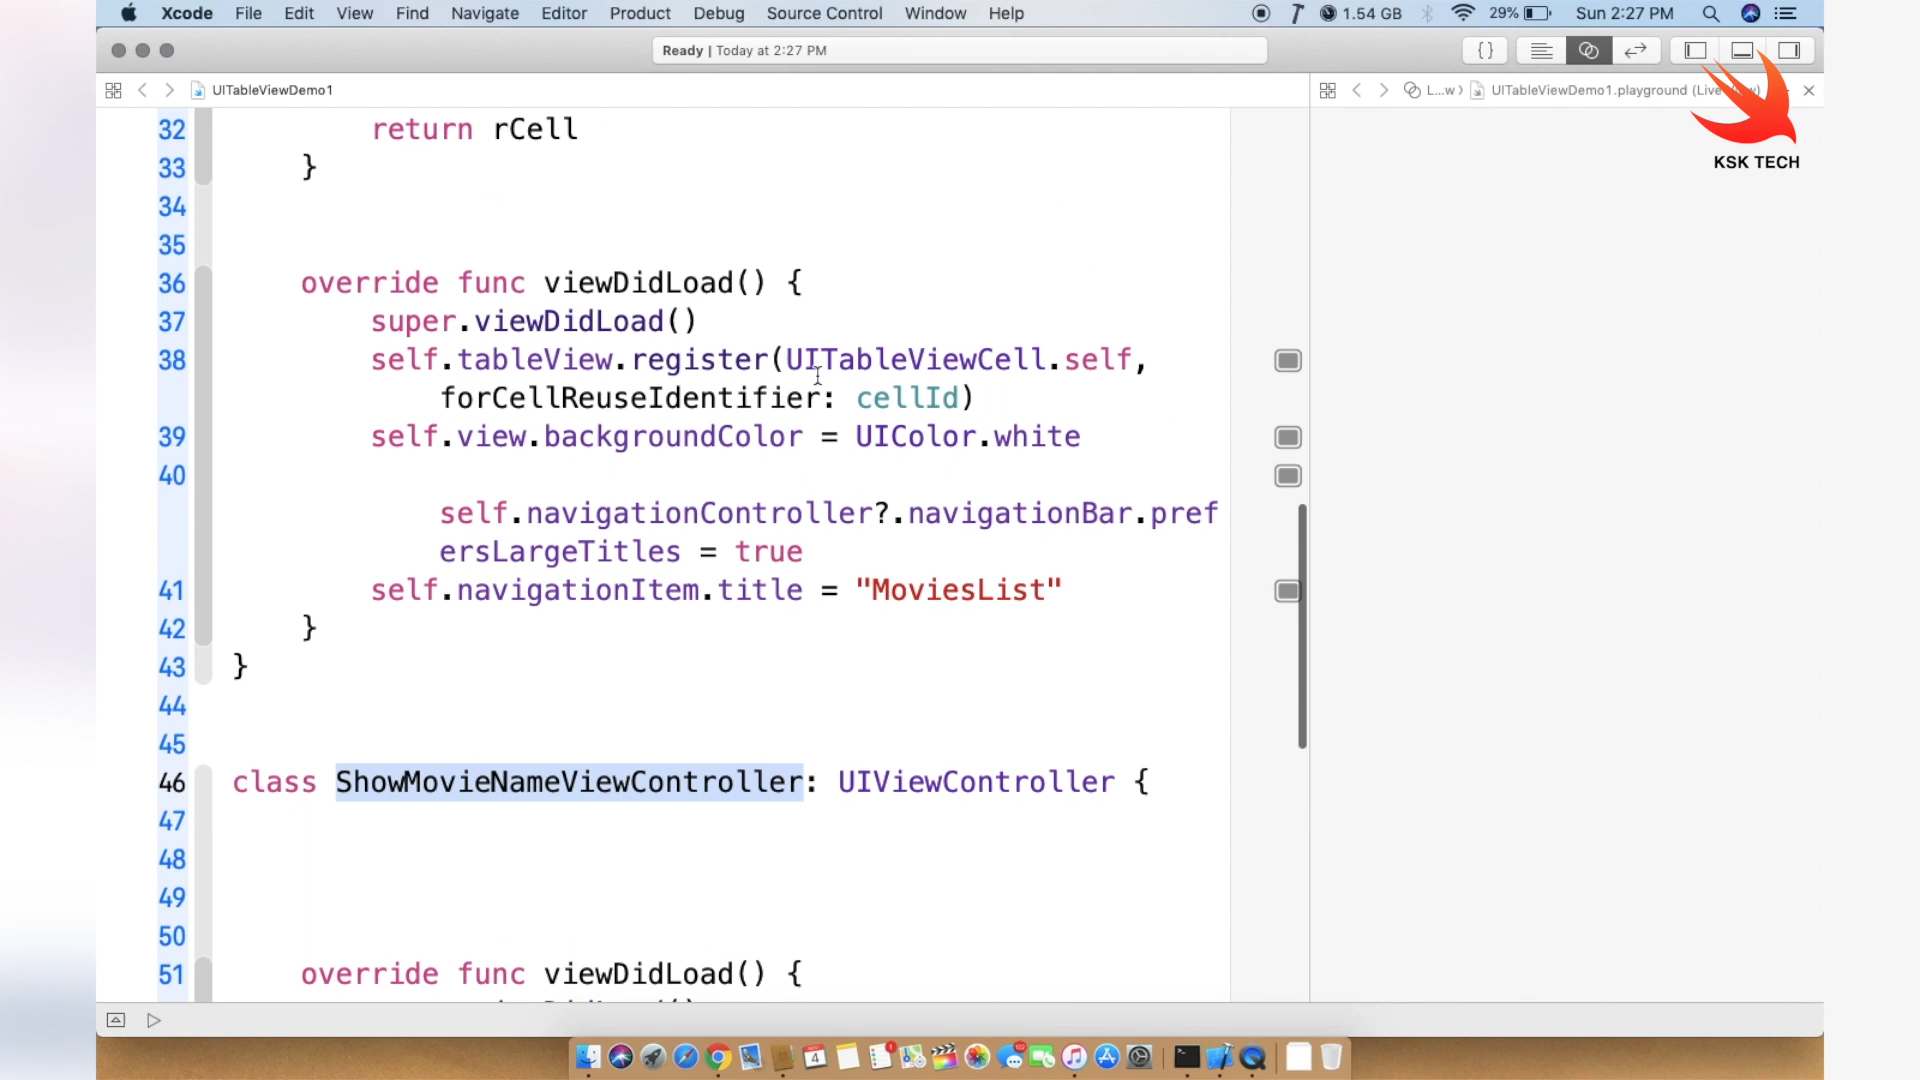 Xcode File Edit View Find Navigate Editor Product Debug Source Control Window Help 1.54 GB 29% Sun 2:27 PM
Ready | Today at 2:27 PM
{ }
UITableViewDemo1
L...w UITableViewDemo1.playground (Live
KSK TECH
32 return rCell
33 }
34
35
36 override func viewDidLoad() {
37 super.viewDidLoad()
38 self.tableView.register(UITableViewCell.self,
forCellReuseIdentifier: cellId)
39 self.view.backgroundColor = UIColor.white
40
self.navigationController?.navigationBar.pref
ersLargeTitles = true
41 self.navigationItem.title = "MoviesList"
42 }
43 }
44
45
46 class ShowMovieNameViewController: UIViewController {
47
48
49
50
51 override func viewDidLoad() {
4